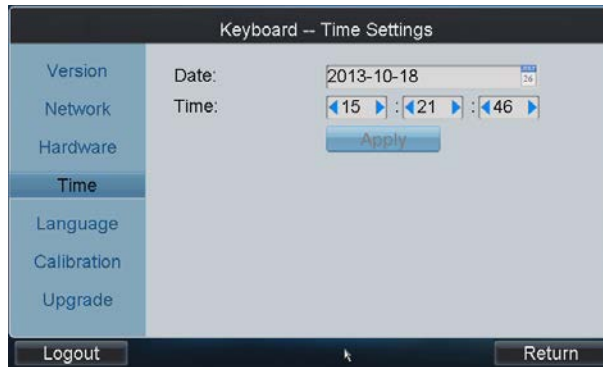 Keyboard -- Time Settings
Version
Network
Hardware
Time
Language
Calibration
Upgrade
Date: 2013-10-18 26
Time: 15 : 21 : 46
Apply
Logout Return